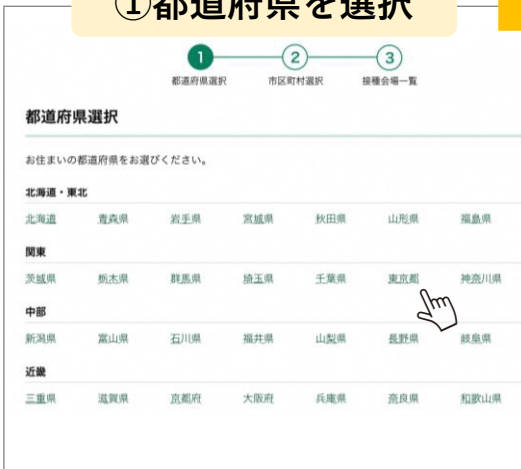 ①都道府県を選択
1 2 3
都道府県選択 市区町村選択 接種会場一覧
都道府県選択
お住まいの都道府県をお選びください。
北海道・東北
北海道 青森県 岩手県 宮城県 秋田県 山形県 福島県
関東
茨城県 栃木県 群馬県 埼玉県 千葉県 東京都 神奈川県
中部
新潟県 富山県 石川県 福井県 山梨県 長野県 岐阜県
近畿
三重県 滋賀県 京都府 大阪府 兵庫県 奈良県 和歌山県